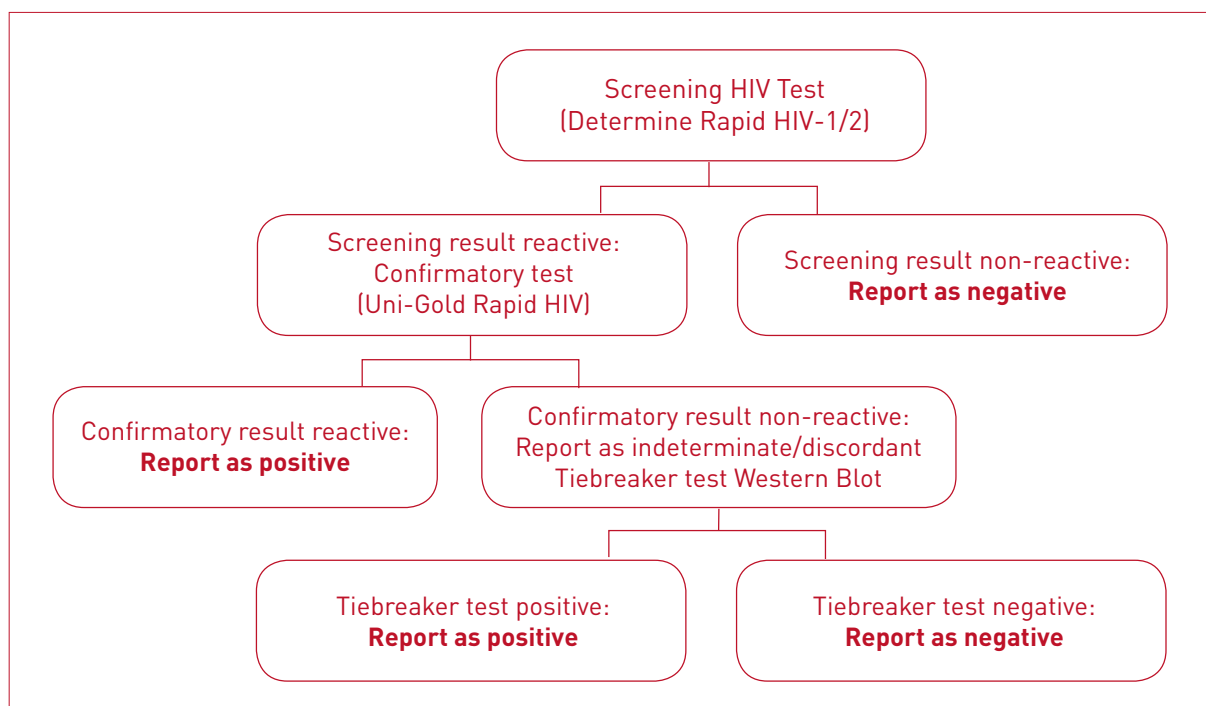 Screening HIV Test
(Determine Rapid HIV-1/2)
Screening result reactive:
Confirmatory test
(Uni-Gold Rapid HIV)
Screening result non-reactive:
Report as negative
Confirmatory result reactive:
Report as positive
Confirmatory result non-reactive:
Report as indeterminate/discordant
Tiebreaker test Western Blot
Tiebreaker test positive:
Report as positive
Tiebreaker test negative:
Report as negative